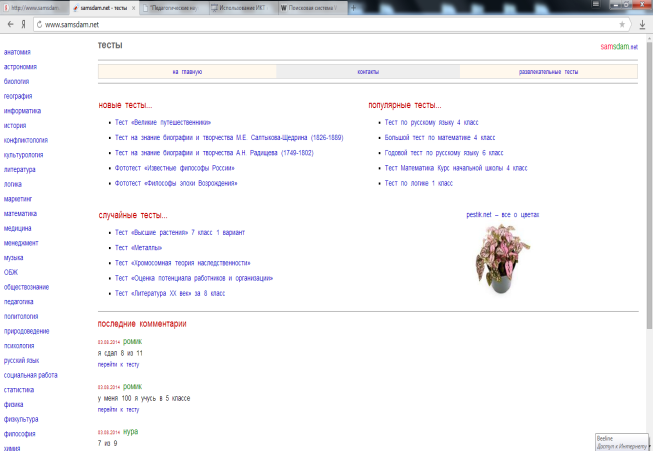 http://www.samsdam.
samsdam.net - тесты
"Педагогические на
Использование ИКТ
Поисковая система
www.samsdam.net
тесты
samsdam.net
на главную
контакты
развлекательные тесты
анатомия
астрономия
биология
география
информатика
история
конфликтология
культурология
литература
логика
маркетинг
математика
медицина
менеджмент
музыка
ОБЖ
обществознание
педагогика
политология
природоведение
психология
русский язык
социальная работа
статистика
физика
физкультура
философия
химия
новые тесты...
Тест «Великие путешественники»
Тест на знание биографии и творчества М.Е. Салтыкова-Щедрина (1826-1889)
Тест на знание биографии и творчества А.Н. Радищева (1749-1802)
Фототест «Известные философы России»
Фототест «Философы эпохи Возрождения»
популярные тесты...
Тест по русскому языку 4 класс
Большой тест по математике 4 класс
Годовой тест по русскому языку 6 класс
Тест Математика Курс начальной школы 4 класс
Тест по логике 1 класс
случайные тесты...
Тест «Высшие растения» 7 класс 1 вариант
Тест «Металлы»
Тест «Хромосомная теория наследственности»
Тест «Оценка потенциала работников и организации»
Тест «Литература XX век» за 8 класс
pestik.net – все о цветах
последние комментарии
03.08.2014 ромик
я сдал 8 из 11
перейти к тесту
03.08.2014 ромик
у меня 100 я учусь в 5 классе
перейти к тесту
03.08.2014 нура
7 из 9
Beeline
Доступ к Интернету